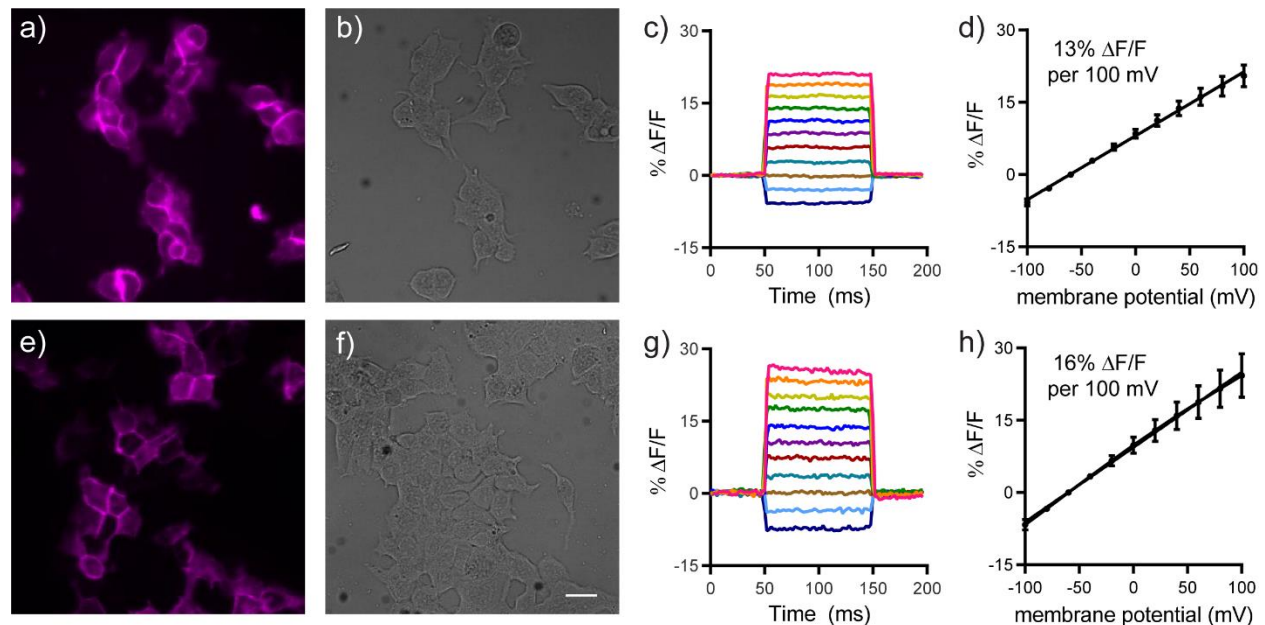 a)
b)
c)
30
15
0
-15
% ΔF/F
0
50
100
150
200
Time (ms)
d)
13% ΔF/F
per 100 mV
30
15
0
-15
% ΔF/F
-100
-50
0
50
100
membrane potential (mV)
e)
f)
g)
30
15
0
-15
% ΔF/F
0
50
100
150
200
Time (ms)
h)
16% ΔF/F
per 100 mV
30
15
0
-15
% ΔF/F
-100
-50
0
50
100
membrane potential (mV)